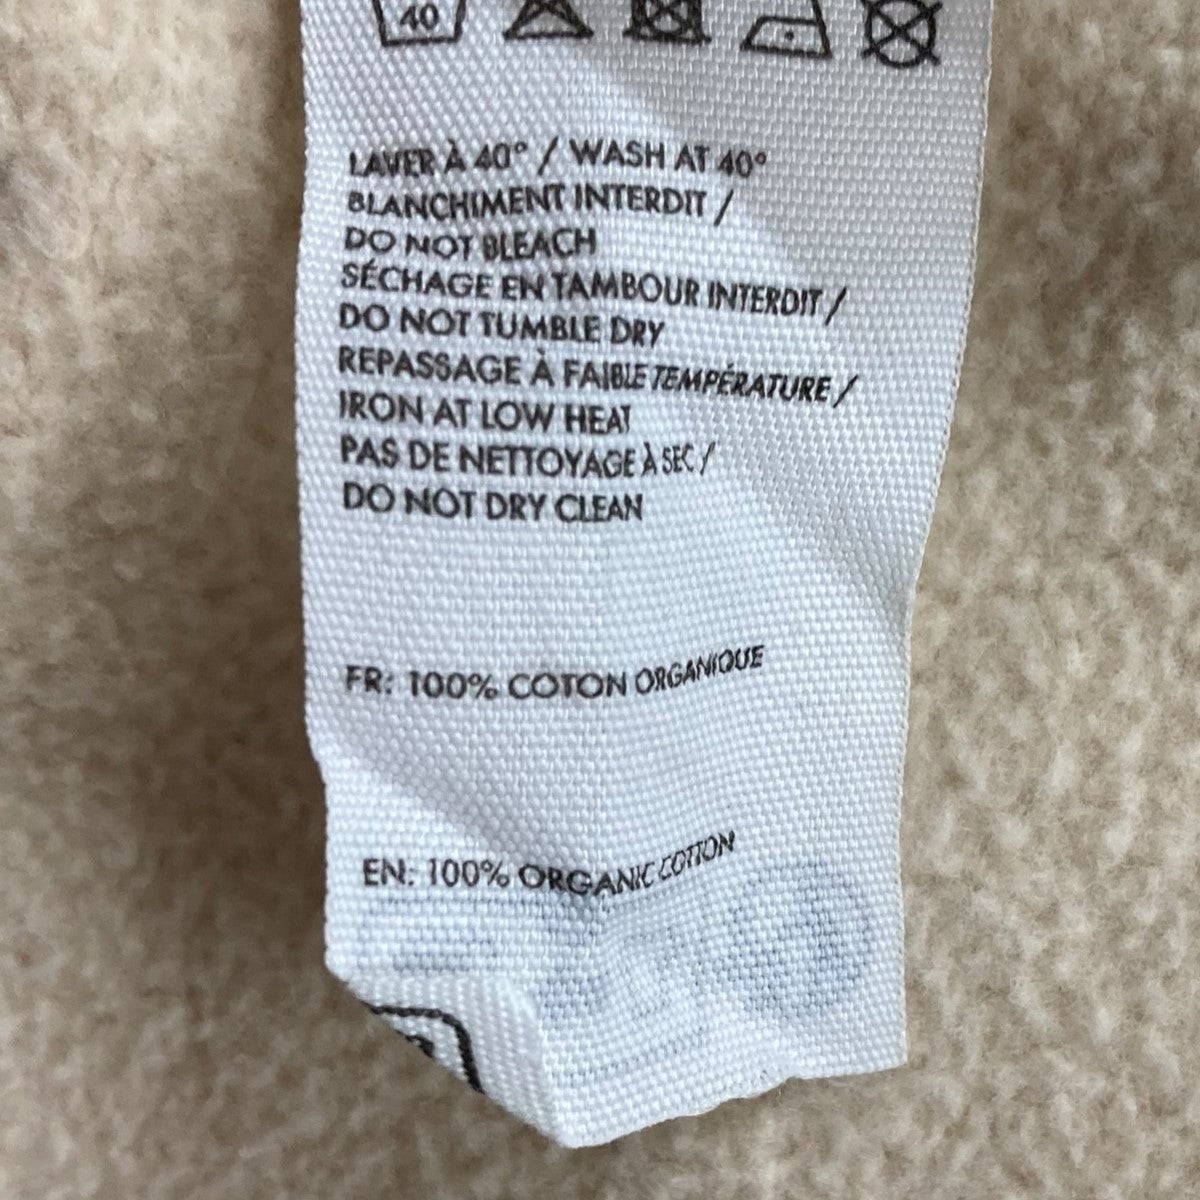 40
LAVER À 40° / WASH AT 40°
BLANCHIMENT INTERDIT /
DO NOT BLEACH
SÉCHAGE EN TAMBOUR INTERDIT /
DO NOT TUMBLE DRY
REPASSAGE À FAIBLE TEMPÉRATURE /
IRON AT LOW HEAT
PAS DE NETTOYAGE À SEC /
DO NOT DRY CLEAN
FR: 100% COTON ORGANIQUE
EN: 100% ORGANIC COTTON